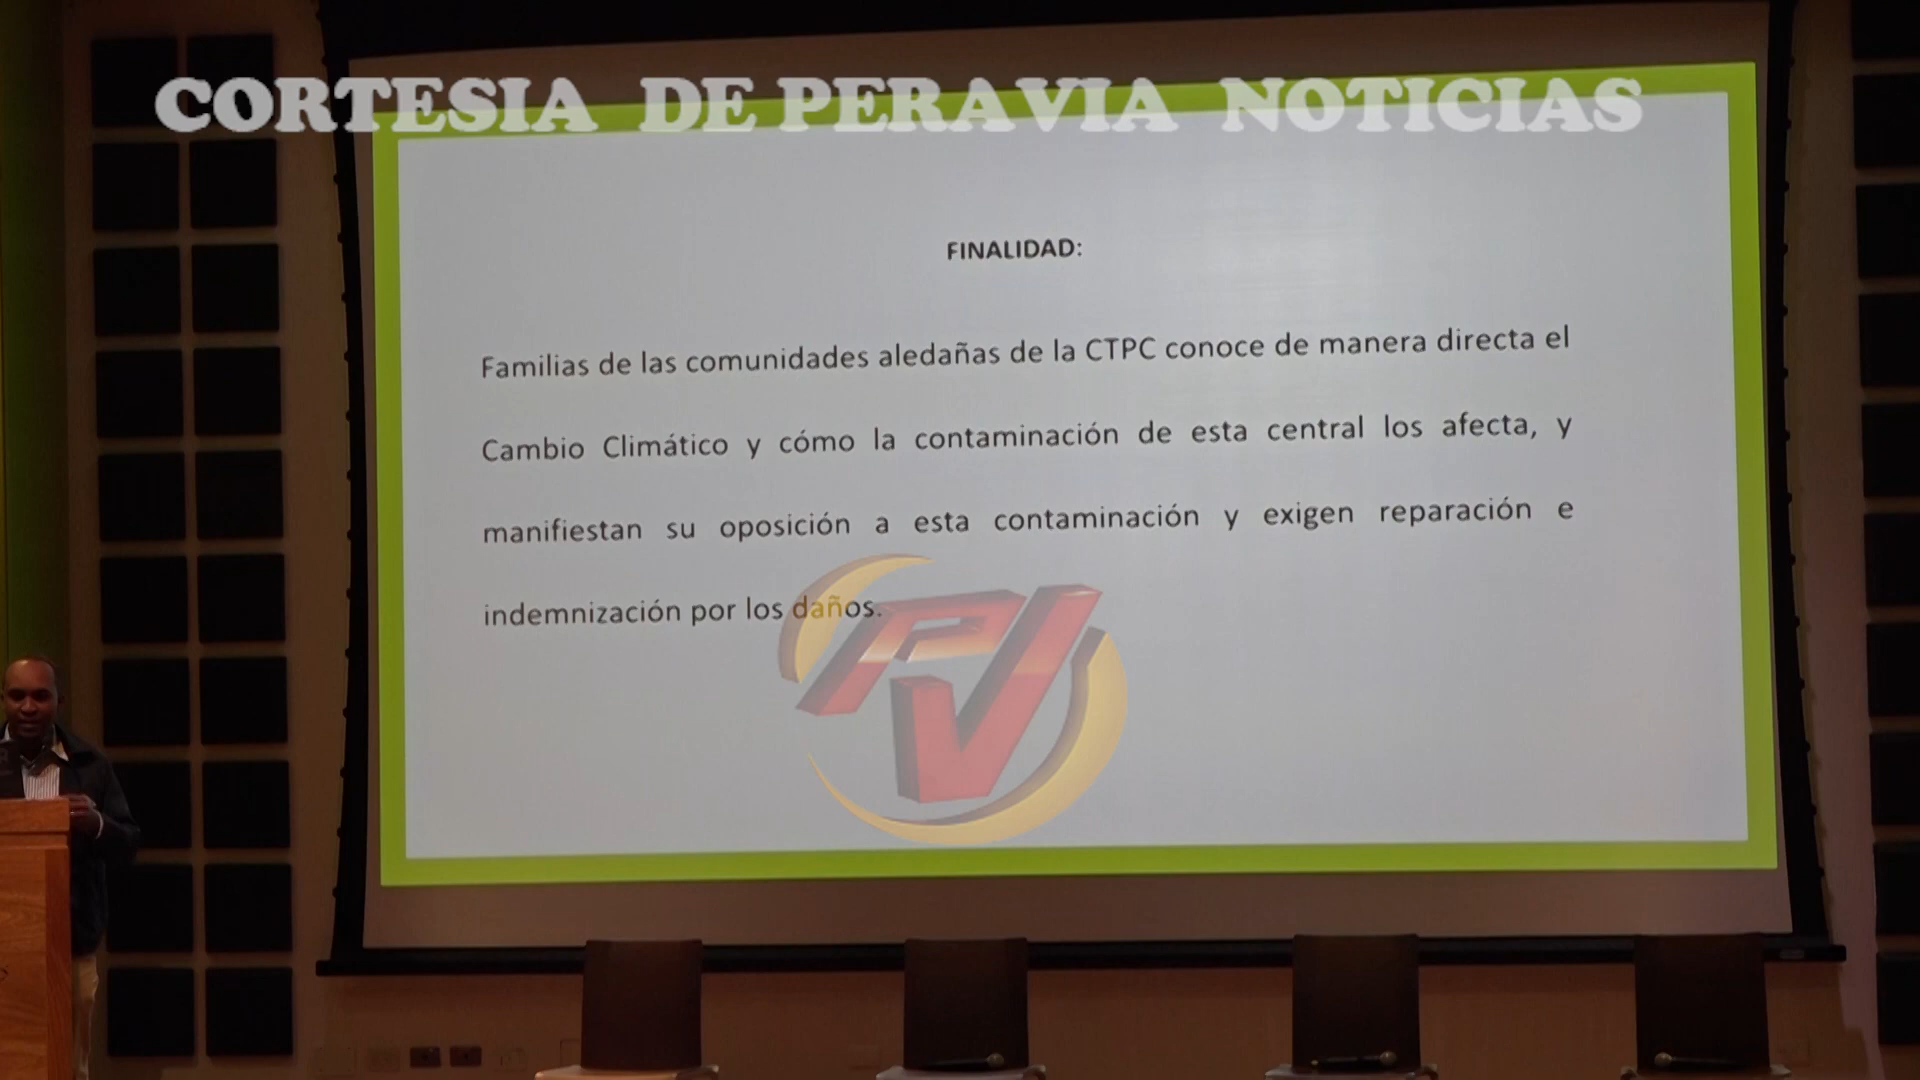 CORTESIA DE PERAVIA NOTICIAS
FINALIDAD:
Familias de las comunidades aledañas de la CTPC conoce de manera directa el
Cambio Climático y cómo la contaminación de esta central los afecta, y
manifiestan su oposición a esta contaminación y exigen reparación e
indemnización por los daños.
PV